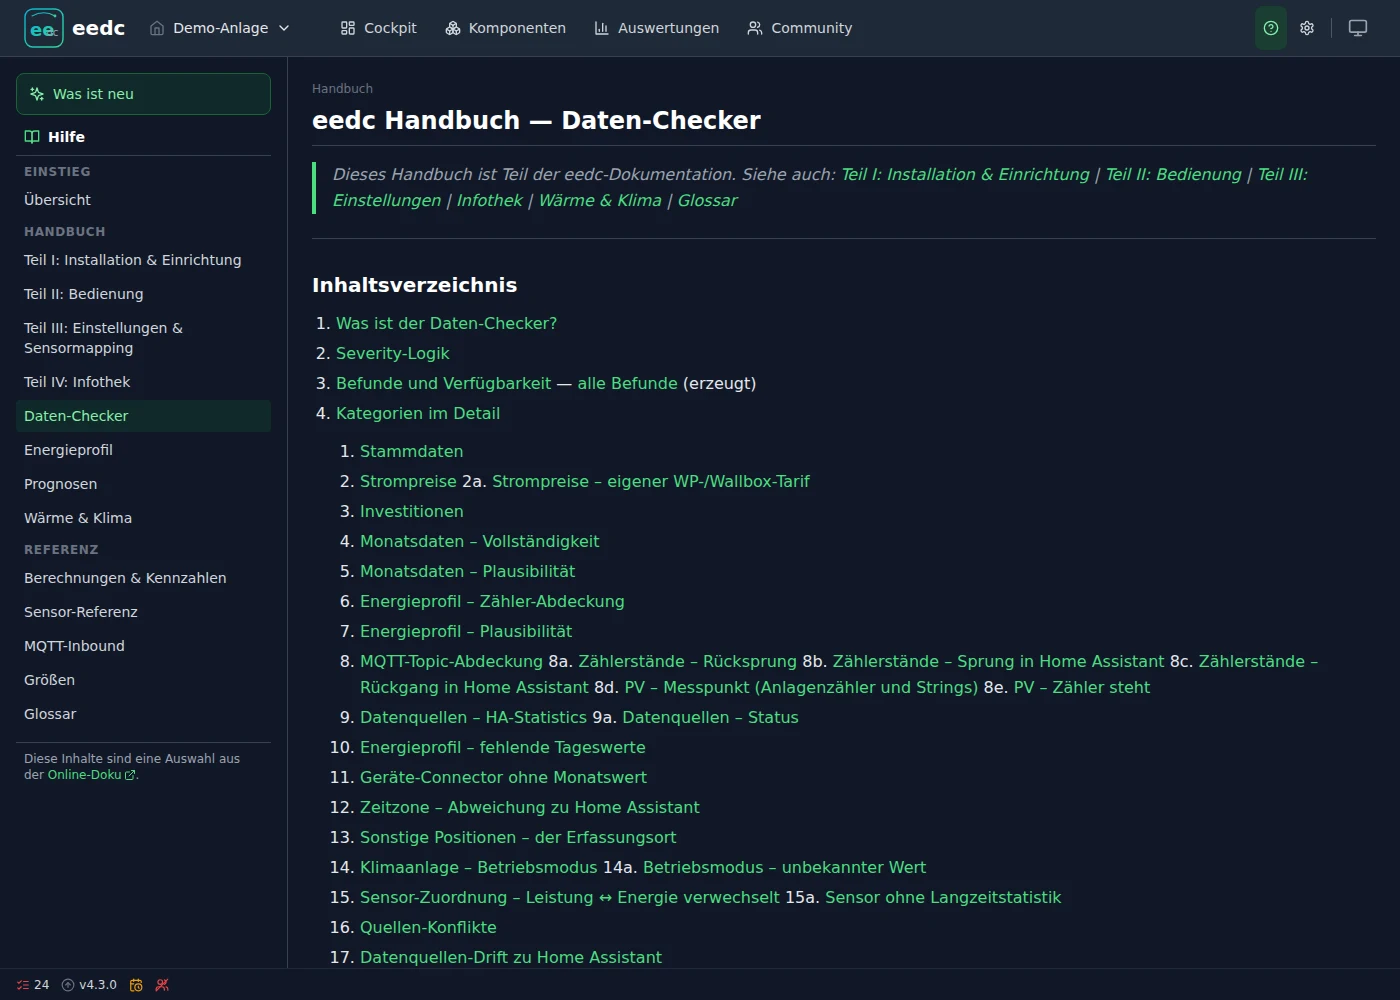 eedc
Demo-Anlage
Cockpit
Komponenten
Auswertungen
Community
Was ist neu
Hilfe
EINSTIEG
Übersicht
HANDBUCH
Teil I: Installation & Einrichtung
Teil II: Bedienung
Teil III: Einstellungen &
Sensormapping
Teil IV: Infothek
Daten-Checker
Energieprofil
Prognosen
Wärme & Klima
REFERENZ
Berechnungen & Kennzahlen
Sensor-Referenz
MQTT-Inbound
Größen
Glossar
Diese Inhalte sind eine Auswahl aus
der Online-Doku.
Handbuch
eedc Handbuch — Daten-Checker
Dieses Handbuch ist Teil der eedc-Dokumentation. Siehe auch: Teil I: Installation & Einrichtung | Teil II: Bedienung | Teil III:
Einstellungen | Infothek | Wärme & Klima | Glossar
Inhaltsverzeichnis
1. Was ist der Daten-Checker?
2. Severity-Logik
3. Befunde und Verfügbarkeit — alle Befunde (erzeugt)
4. Kategorien im Detail
1. Stammdaten
2. Strompreise 2a. Strompreise – eigener WP-/Wallbox-Tarif
3. Investitionen
4. Monatsdaten – Vollständigkeit
5. Monatsdaten – Plausibilität
6. Energieprofil – Zähler-Abdeckung
7. Energieprofil – Plausibilität
8. MQTT-Topic-Abdeckung 8a. Zählerstände – Rücksprung 8b. Zählerstände – Sprung in Home Assistant 8c. Zählerstände –
Rückgang in Home Assistant 8d. PV – Messpunkt (Anlagenzähler und Strings) 8e. PV – Zähler steht
9. Datenquellen – HA-Statistics 9a. Datenquellen – Status
10. Energieprofil – fehlende Tageswerte
11. Geräte-Connector ohne Monatswert
12. Zeitzone – Abweichung zu Home Assistant
13. Sonstige Positionen – der Erfassungsort
14. Klimaanlage – Betriebsmodus 14a. Betriebsmodus – unbekannter Wert
15. Sensor-Zuordnung – Leistung ↔ Energie verwechselt 15a. Sensor ohne Langzeitstatistik
16. Quellen-Konflikte
17. Datenquellen-Drift zu Home Assistant
24
v4.3.0